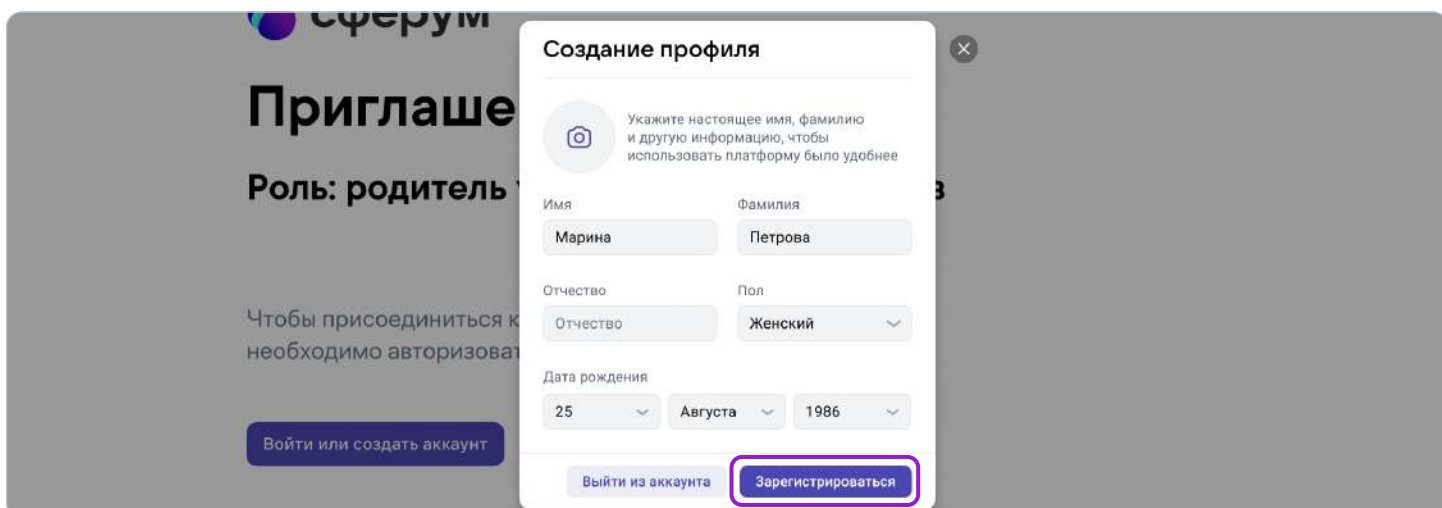 сферум
Приглаше
Роль: родитель
в
Чтобы присоединиться к
необходимо авторизоват
Войти или создать аккаунт
Создание профиля
Укажите настоящее имя, фамилию
и другую информацию, чтобы
использовать платформу было удобнее
Имя Фамилия
Марина Петрова
Отчество Пол
Отчество Женский
Дата рождения
25 Августа 1986
Выйти из аккаунта Зарегистрироваться